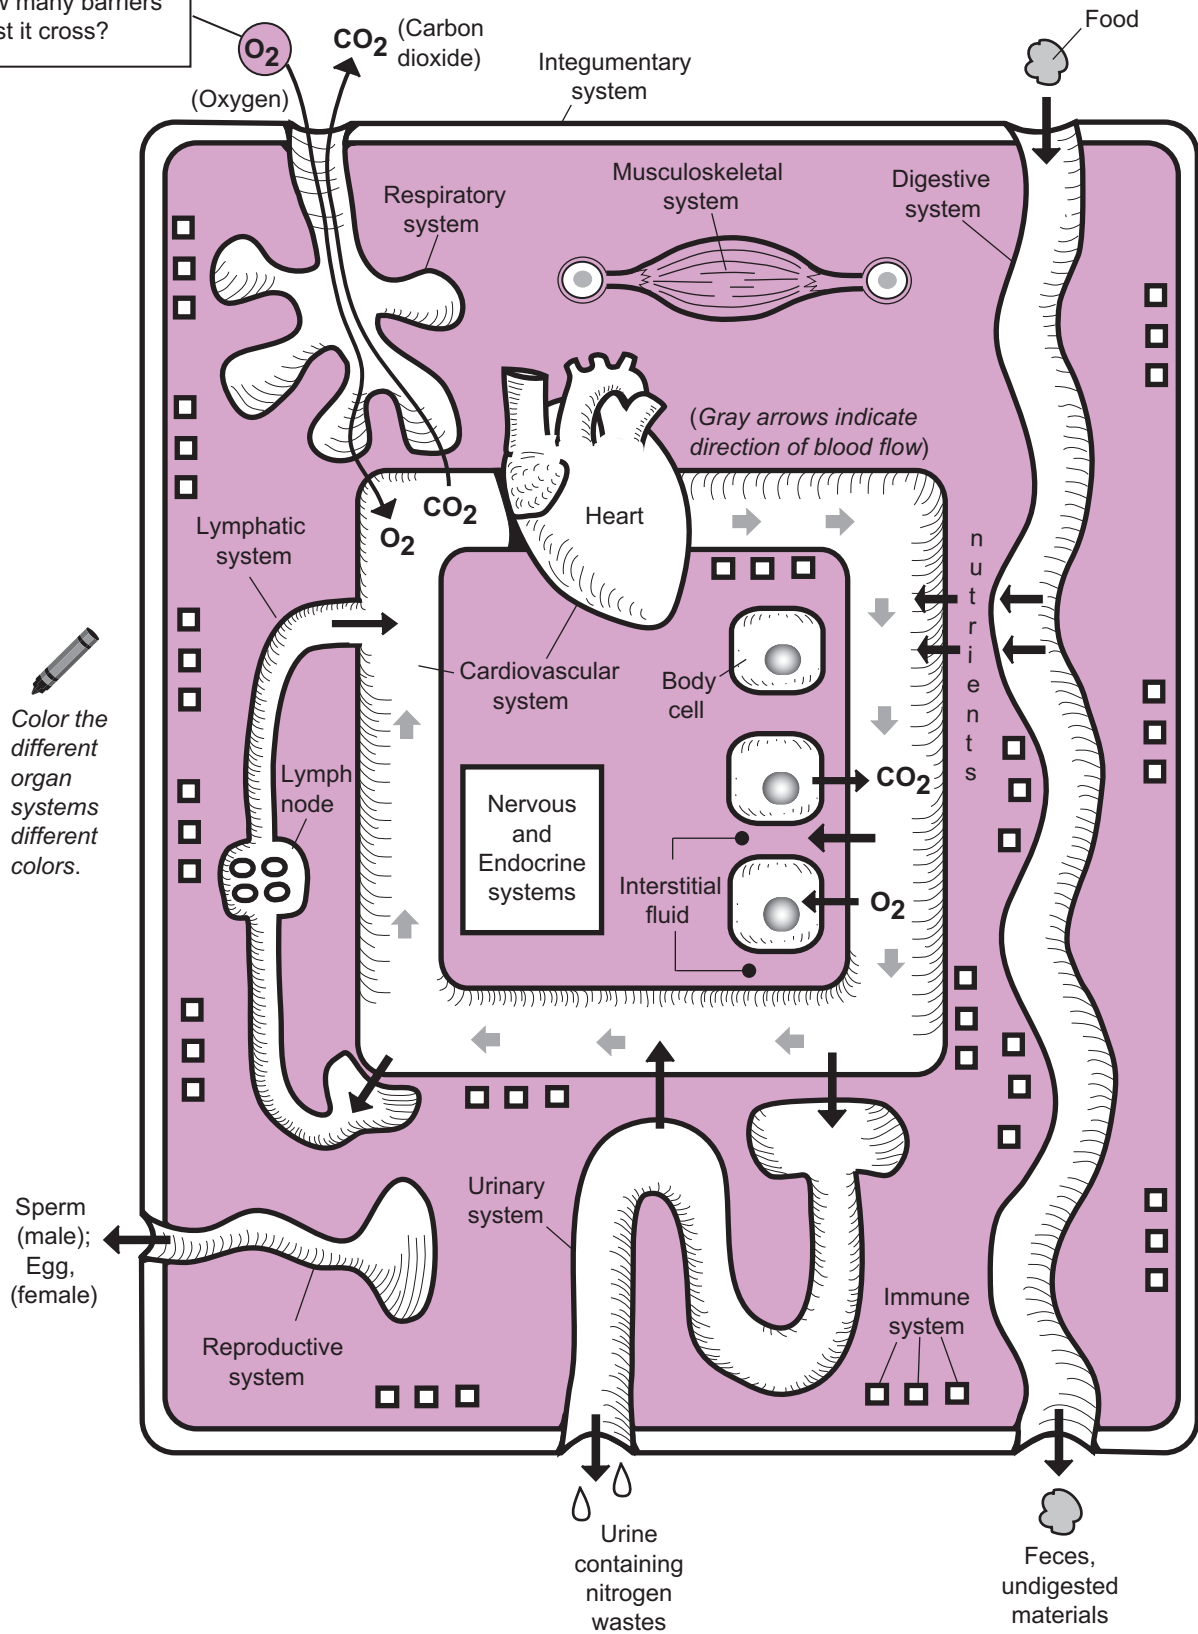 many barriers
it cross?
O2
(Oxygen)
CO2
(Carbon
dioxide)
Integumentary
system
Food
Respiratory
system
Musculoskeletal
system
Digestive
system
(Gray arrows indicate
direction of blood flow)
Heart
CO2
O2
Lymphatic
system
nutrients
Cardiovascular
system
Body
cell
Color the
different
organ
systems
different
colors.
Lymph
node
Nervous
and
Endocrine
systems
CO2
Interstitial
fluid
O2
Sperm
(male);
Egg,
(female)
Urinary
system
Reproductive
system
Immune
system
Urine
containing
nitrogen
wastes
Feces,
undigested
materials